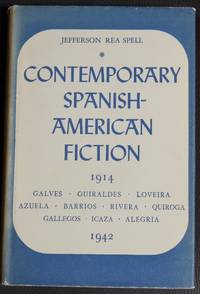 JEFFERSON REA SPELL
*
CONTEMPORARY
SPANISH-
AMERICAN
FICTION
1914
GALVES · GUIRALDES · LOVEIRA
AZUELA · BARRIOS · RIVERA · QUIROGA
GALLEGOS · ICAZA · ALEGRIA
1942